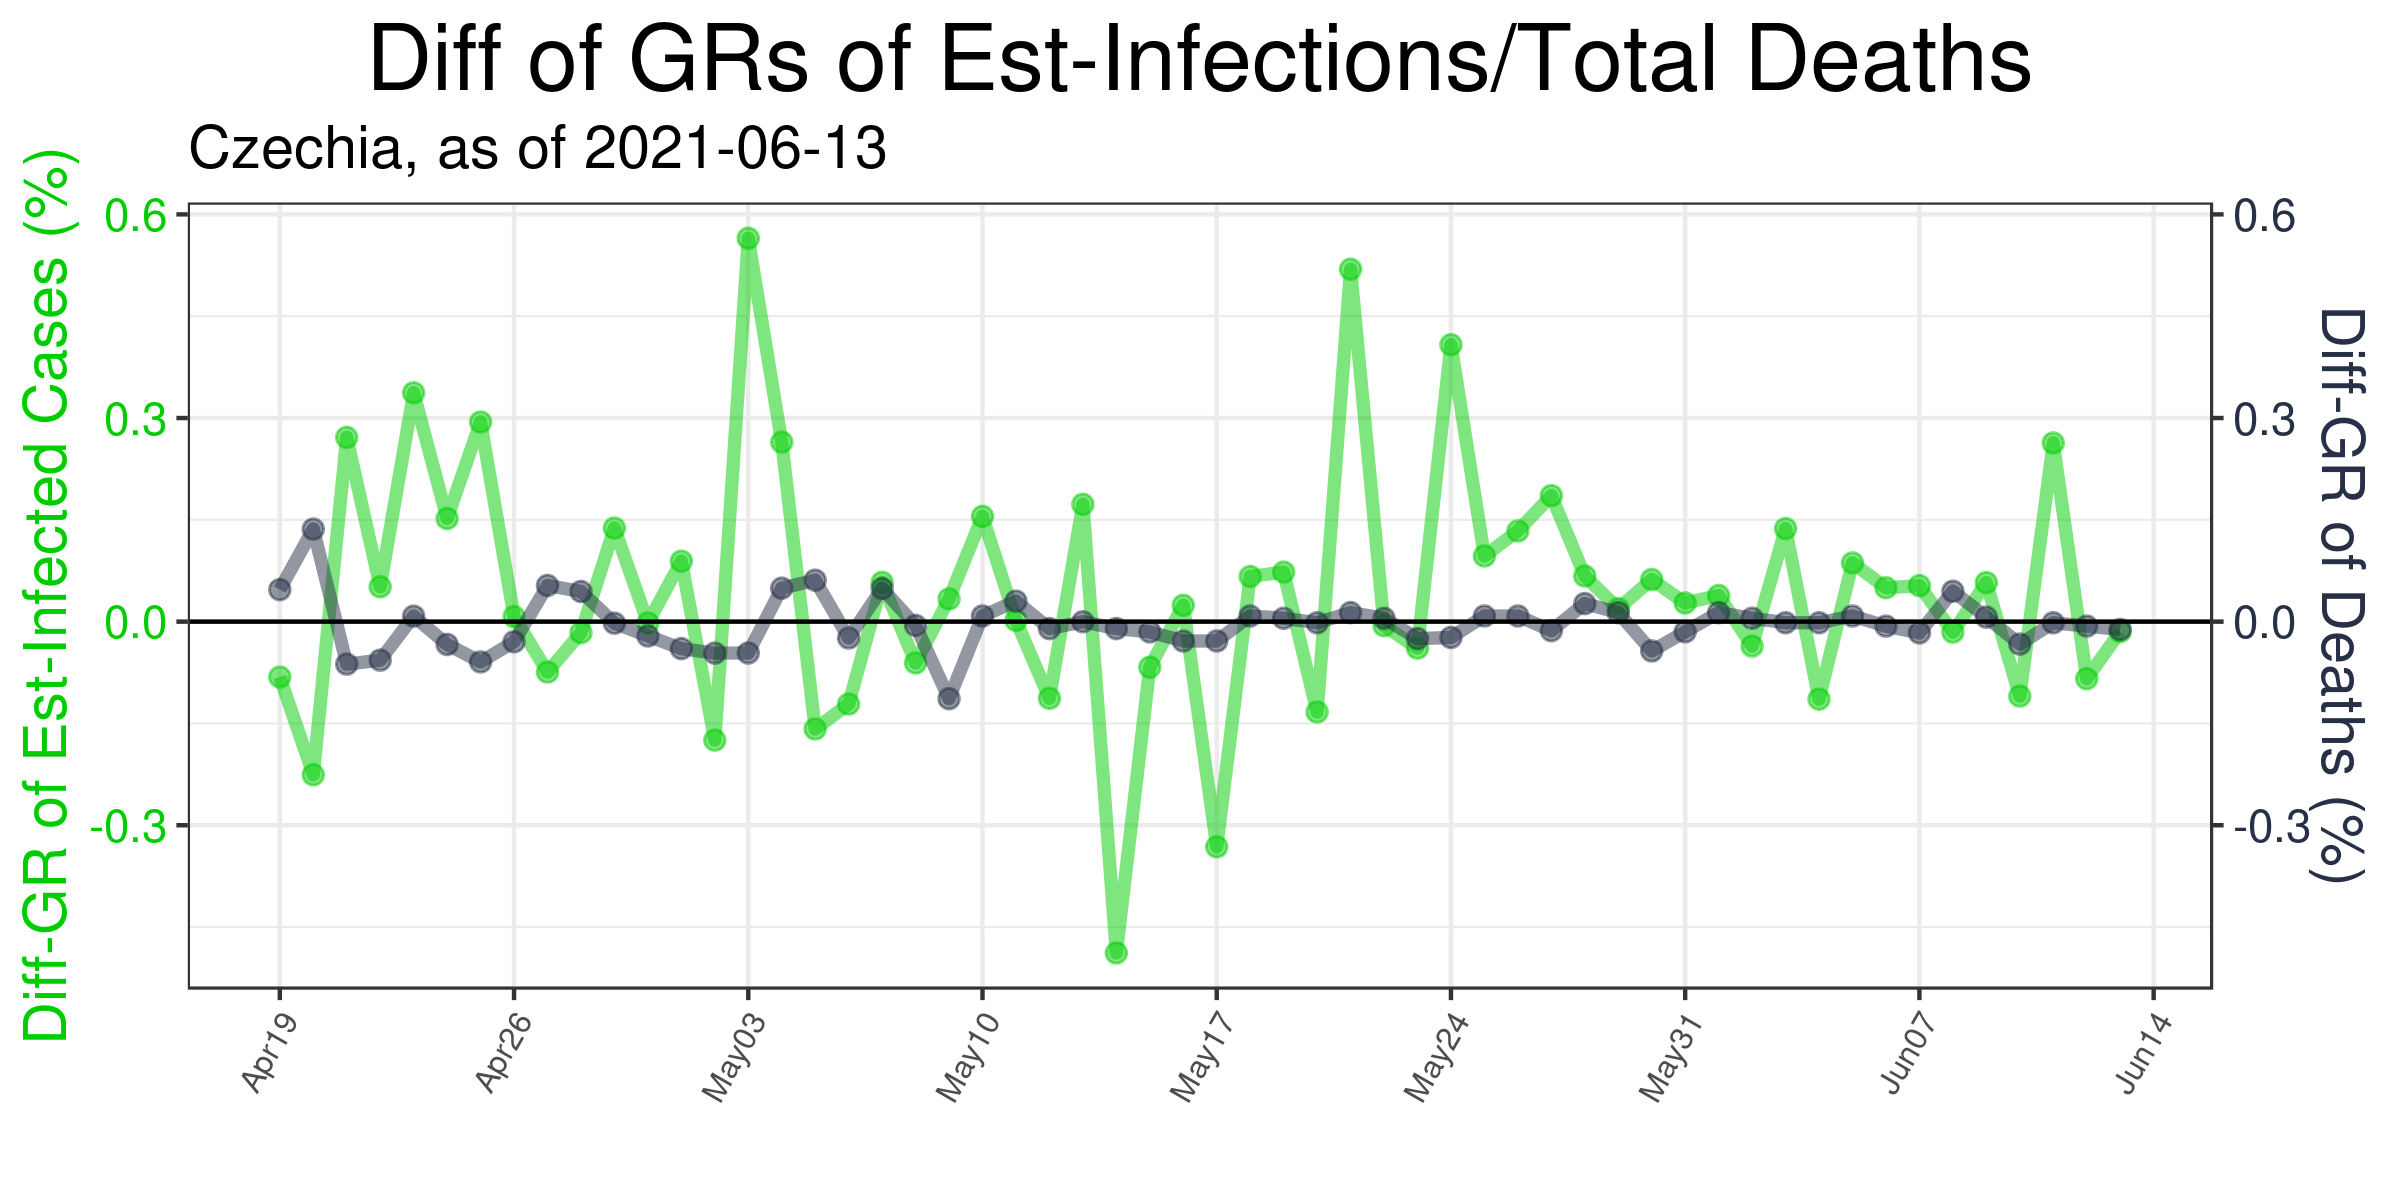 Diff of GRs of Est-Infections/Total Deaths
Czechia, as of 2021-06-13
Diff-GR of Est-Infected Cases (%)
0.6
0.3
0.0
-0.3
0.6
0.3
0.0
-0.3
Diff-GR of Deaths (%)
Apr19
Apr26
May03
May10
May17
May24
May31
Jun07
Jun14